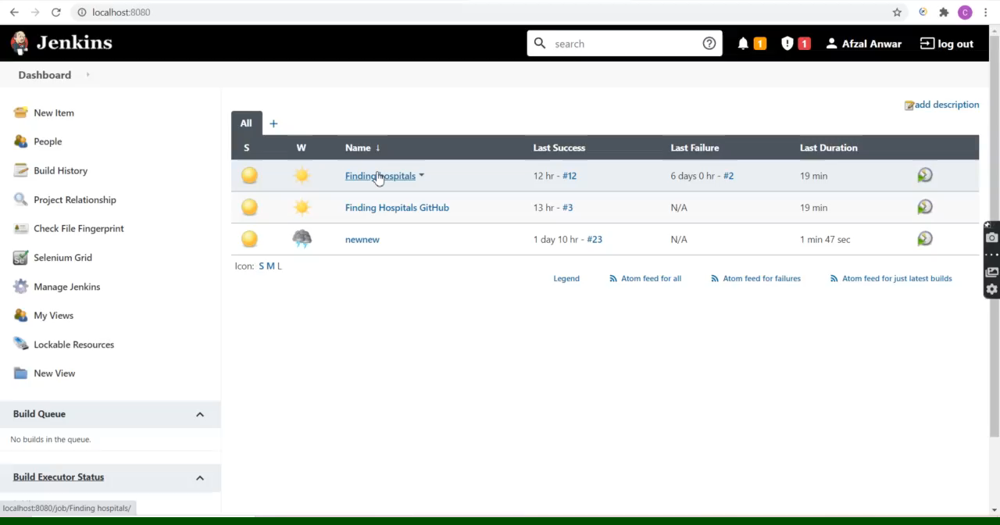 localhost:8080
C
Jenkins
search
1
1
Afzal Anwar
log out
Dashboard
New Item
People
Build History
Project Relationship
Check File Fingerprint
Selenium Grid
Manage Jenkins
My Views
Lockable Resources
New View
Build Queue
No builds in the queue.
Build Executor Status
localhost:8080/job/Finding hospitals/
add description
All +
S W Name ↓ Last Success Last Failure Last Duration
Finding hospitals 12 hr - #12 6 days 0 hr - #2 19 min
Finding Hospitals GitHub 13 hr - #3 N/A 19 min
newnew 1 day 10 hr - #23 N/A 1 min 47 sec
Icon: S M L
Legend Atom feed for all Atom feed for failures Atom feed for just latest builds